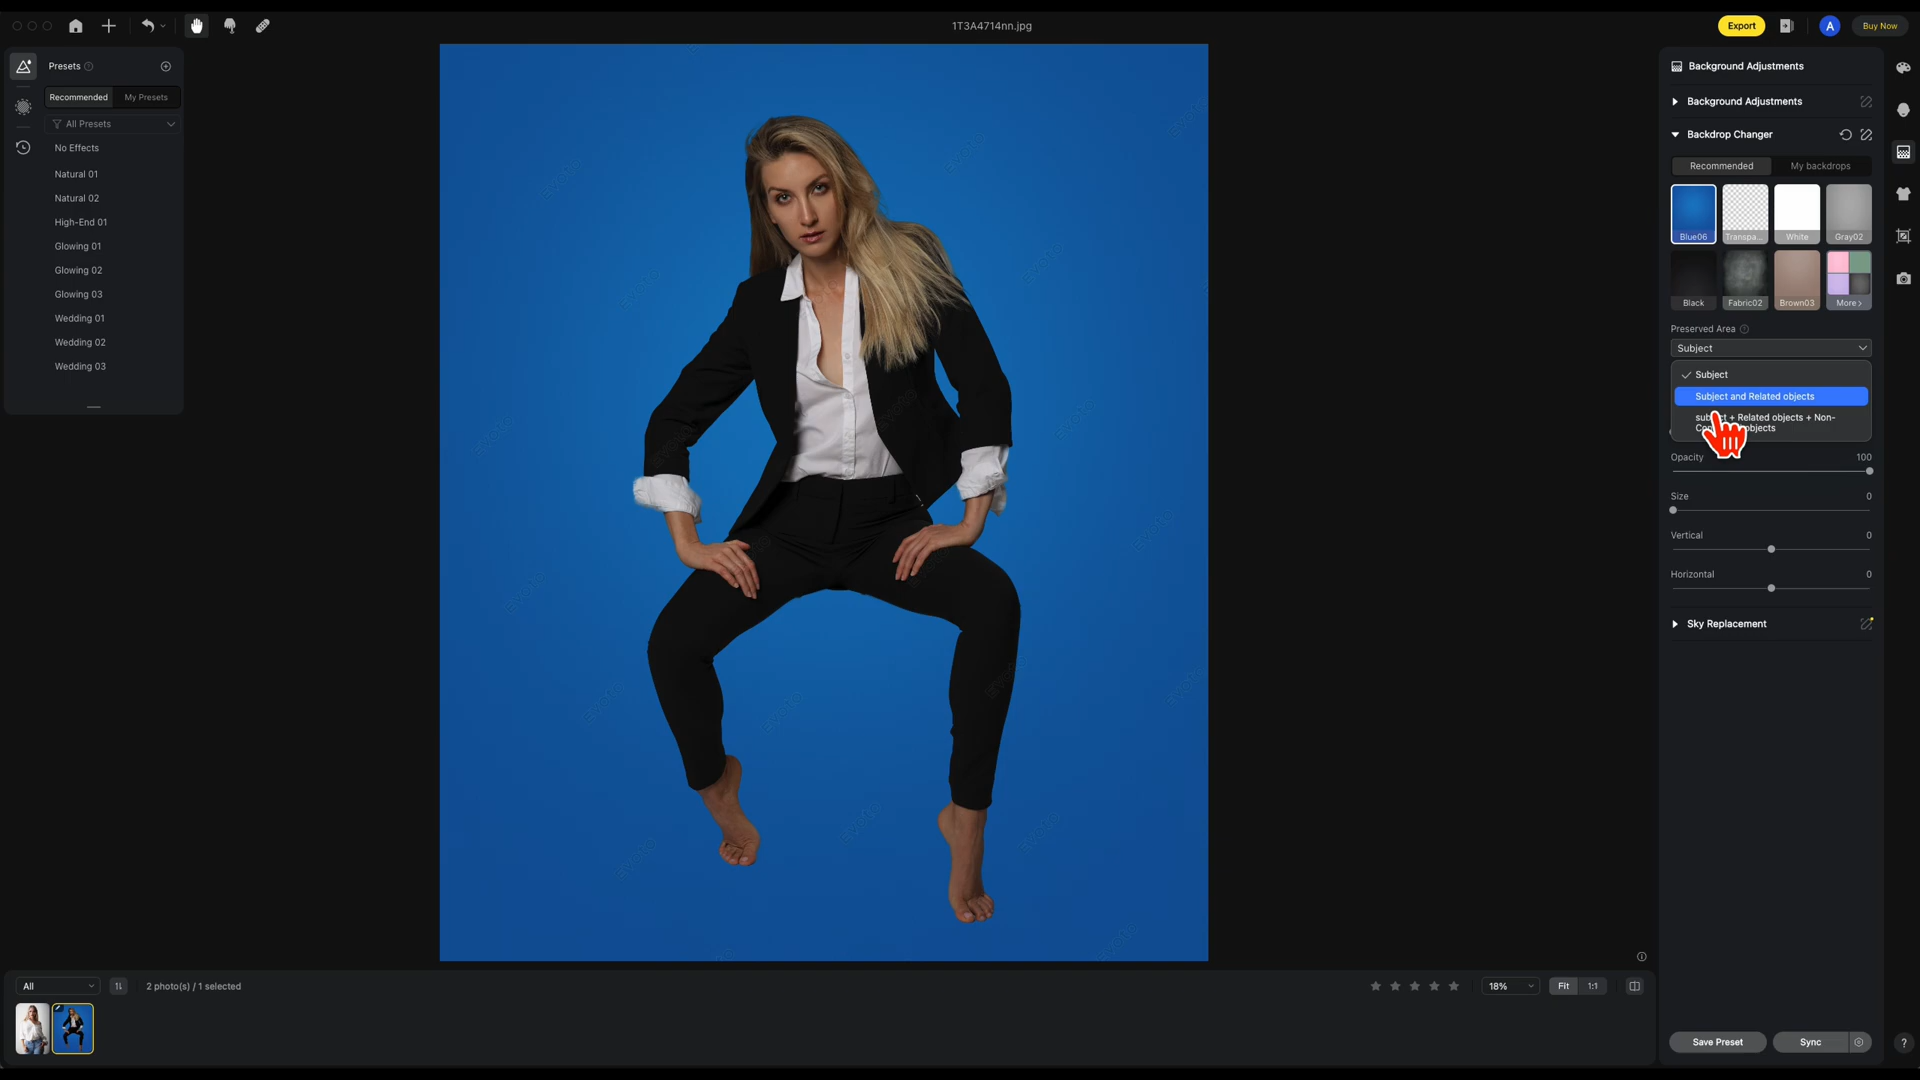 1T3A4714nn.jpg
Export
A
Buy Now
Presets
Recommended
My Presets
All Presets
No Effects
Natural 01
Natural 02
High-End 01
Glowing 01
Glowing 02
Glowing 03
Wedding 01
Wedding 02
Wedding 03
Background Adjustments
Background Adjustments
Backdrop Changer
Recommended
My backdrops
Blue06
Transpa...
White
Gray02
Black
Fabric02
Brown03
More >
Preserved Area
Subject
Subject
Subject and Related objects
+ Related objects + Non-
Opacity
100
Size
0
Vertical
0
Horizontal
0
Sky Replacement
evoto
All
2 photo(s) / 1 selected
18%
Fit
1:1
Save Preset
Sync
?